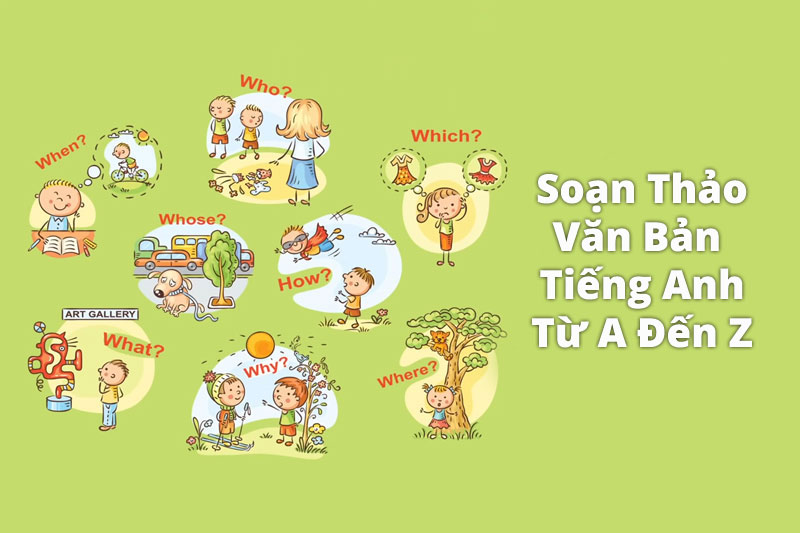 Who?
When?
Which?
Whose?
How?
ART GALLERY
What?
Why?
Where?
Soạn Thảo
Văn Bản
Tiếng Anh
Từ A Đến Z